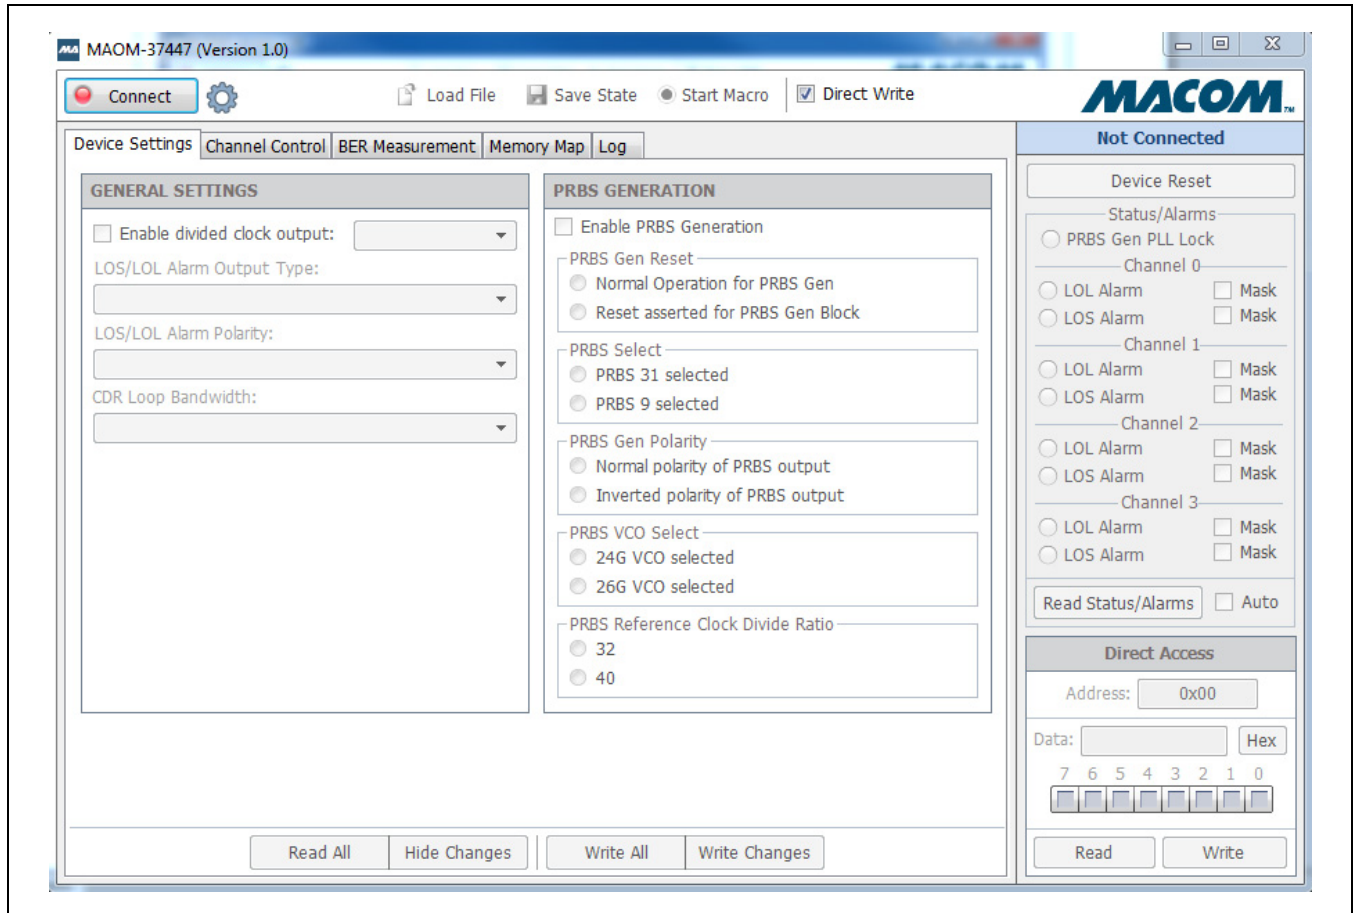 MAOM-37447 (Version 1.0)
Connect Load File Save State Start Macro Direct Write
MACOM™
Device Settings Channel Control BER Measurement Memory Map Log
GENERAL SETTINGS
Enable divided clock output:
LOS/LOL Alarm Output Type:
LOS/LOL Alarm Polarity:
CDR Loop Bandwidth:
PRBS GENERATION
Enable PRBS Generation
PRBS Gen Reset
Normal Operation for PRBS Gen
Reset asserted for PRBS Gen Block
PRBS Select
PRBS 31 selected
PRBS 9 selected
PRBS Gen Polarity
Normal polarity of PRBS output
Inverted polarity of PRBS output
PRBS VCO Select
24G VCO selected
26G VCO selected
PRBS Reference Clock Divide Ratio
32
40
Read All Hide Changes Write All Write Changes
Not Connected
Device Reset
Status/Alarms
PRBS Gen PLL Lock
Channel 0
LOL Alarm Mask
LOS Alarm Mask
Channel 1
LOL Alarm Mask
LOS Alarm Mask
Channel 2
LOL Alarm Mask
LOS Alarm Mask
Channel 3
LOL Alarm Mask
LOS Alarm Mask
Read Status/Alarms Auto
Direct Access
Address: 0x00
Data: Hex
7 6 5 4 3 2 1 0
Read Write